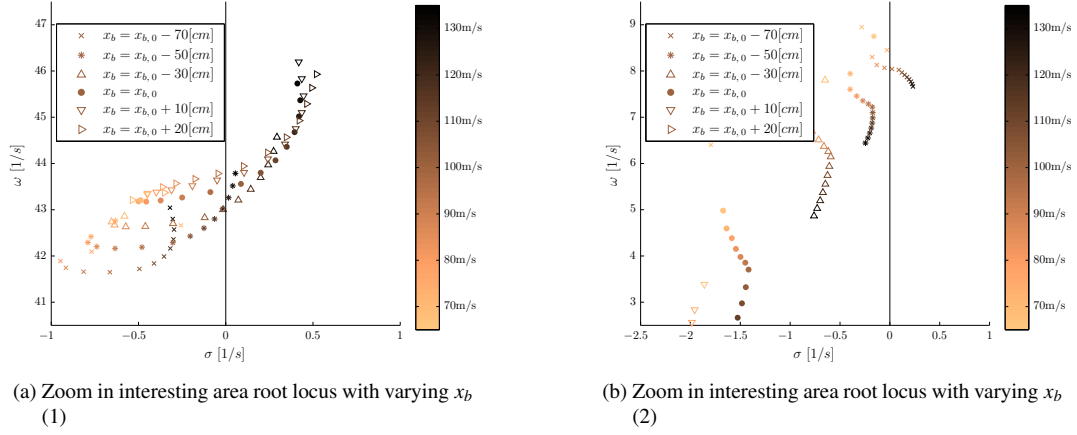 47
46
45
44
43
42
41
ω [1/s]
−1
−0.5
0
0.5
1
σ [1/s]
x_b = x_{b,0} − 70[cm]
x_b = x_{b,0} − 50[cm]
x_b = x_{b,0} − 30[cm]
x_b = x_{b,0}
x_b = x_{b,0} + 10[cm]
x_b = x_{b,0} + 20[cm]
130m/s
120m/s
110m/s
100m/s
90m/s
80m/s
70m/s
(a) Zoom in interesting area root locus with varying x_b
(1)
9
8
7
6
5
4
3
ω [1/s]
−2.5
−2
−1.5
−1
−0.5
0
0.5
1
σ [1/s]
x_b = x_{b,0} − 70[cm]
x_b = x_{b,0} − 50[cm]
x_b = x_{b,0} − 30[cm]
x_b = x_{b,0}
x_b = x_{b,0} + 10[cm]
x_b = x_{b,0} + 20[cm]
130m/s
120m/s
110m/s
100m/s
90m/s
80m/s
70m/s
(b) Zoom in interesting area root locus with varying x_b
(2)